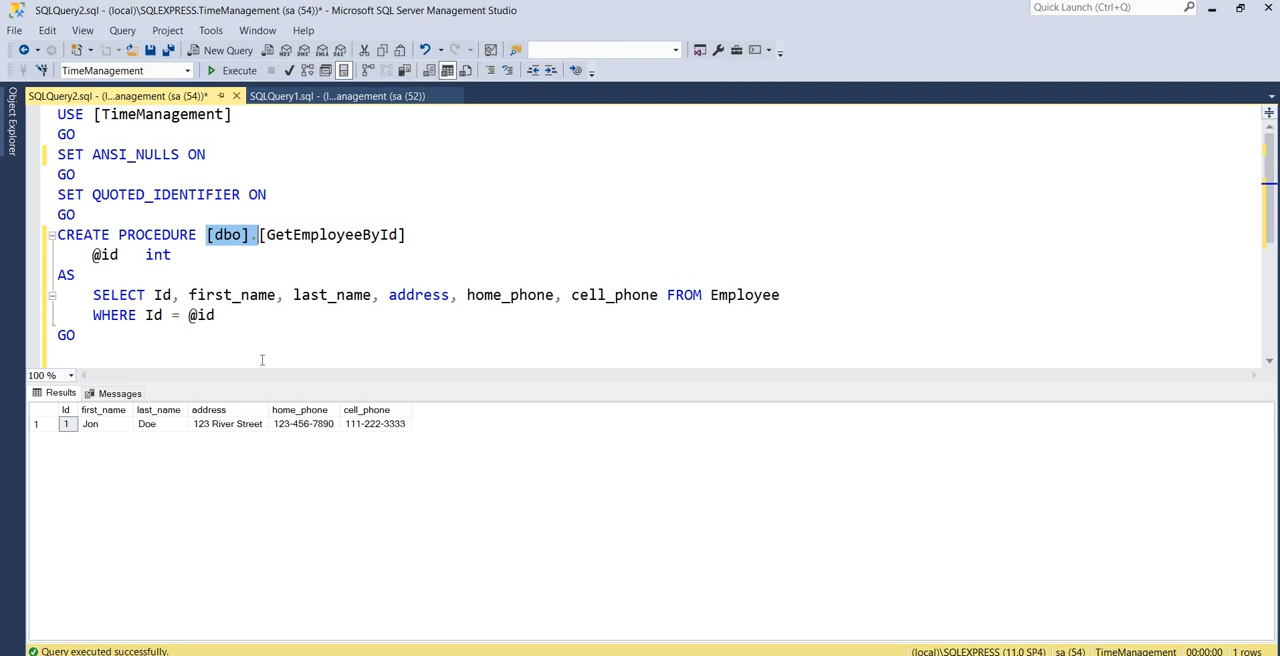 SQLQuery2.sql - (local)\SQLEXPRESS.TimeManagement (sa (54))* - Microsoft SQL Server Management Studio
Quick Launch (Ctrl+Q)
File Edit View Query Project Tools Window Help
New Query
TimeManagement Execute
Object Explorer
SQLQuery2.sql - (l...anagement (sa (54))* SQLQuery1.sql - (l...anagement (sa (52))
USE [TimeManagement]
GO
SET ANSI_NULLS ON
GO
SET QUOTED_IDENTIFIER ON
GO
CREATE PROCEDURE [dbo].[GetEmployeeById]
@id int
AS
SELECT Id, first_name, last_name, address, home_phone, cell_phone FROM Employee
WHERE Id = @id
GO
100 %
Results Messages
Id first_name last_name address home_phone cell_phone
1 1 Jon Doe 123 River Street 123-456-7890 111-222-3333
Query executed successfully. (local)\SQLEXPRESS (11.0 SP4) sa (54) TimeManagement 00:00:00 1 rows